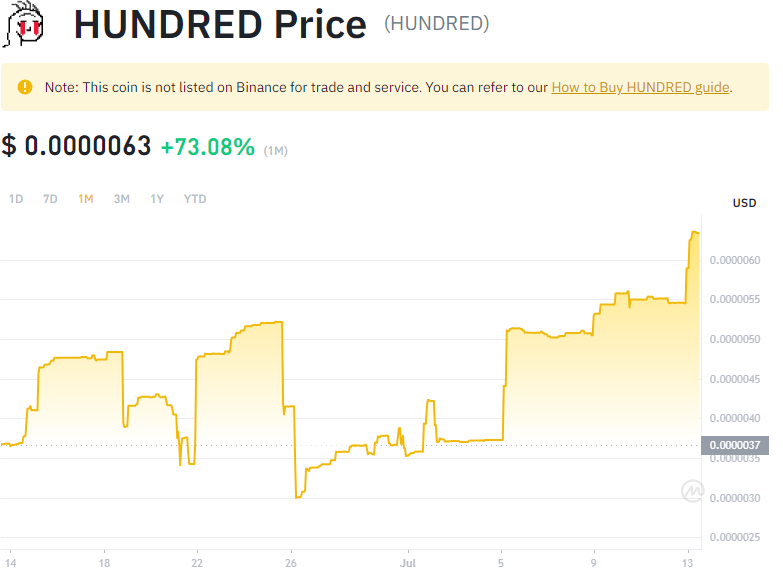 HUNDRED Price (HUNDRED)
Note: This coin is not listed on Binance for trade and service. You can refer to our How to Buy HUNDRED guide.
$ 0.0000063 +73.08% (1M)
1D 7D 1M 3M 1Y YTD
USD
0.0000060
0.0000055
0.0000050
0.0000045
0.0000040
0.0000037
0.0000035
0.0000030
0.0000025
14 18 22 26 Jul 5 9 13